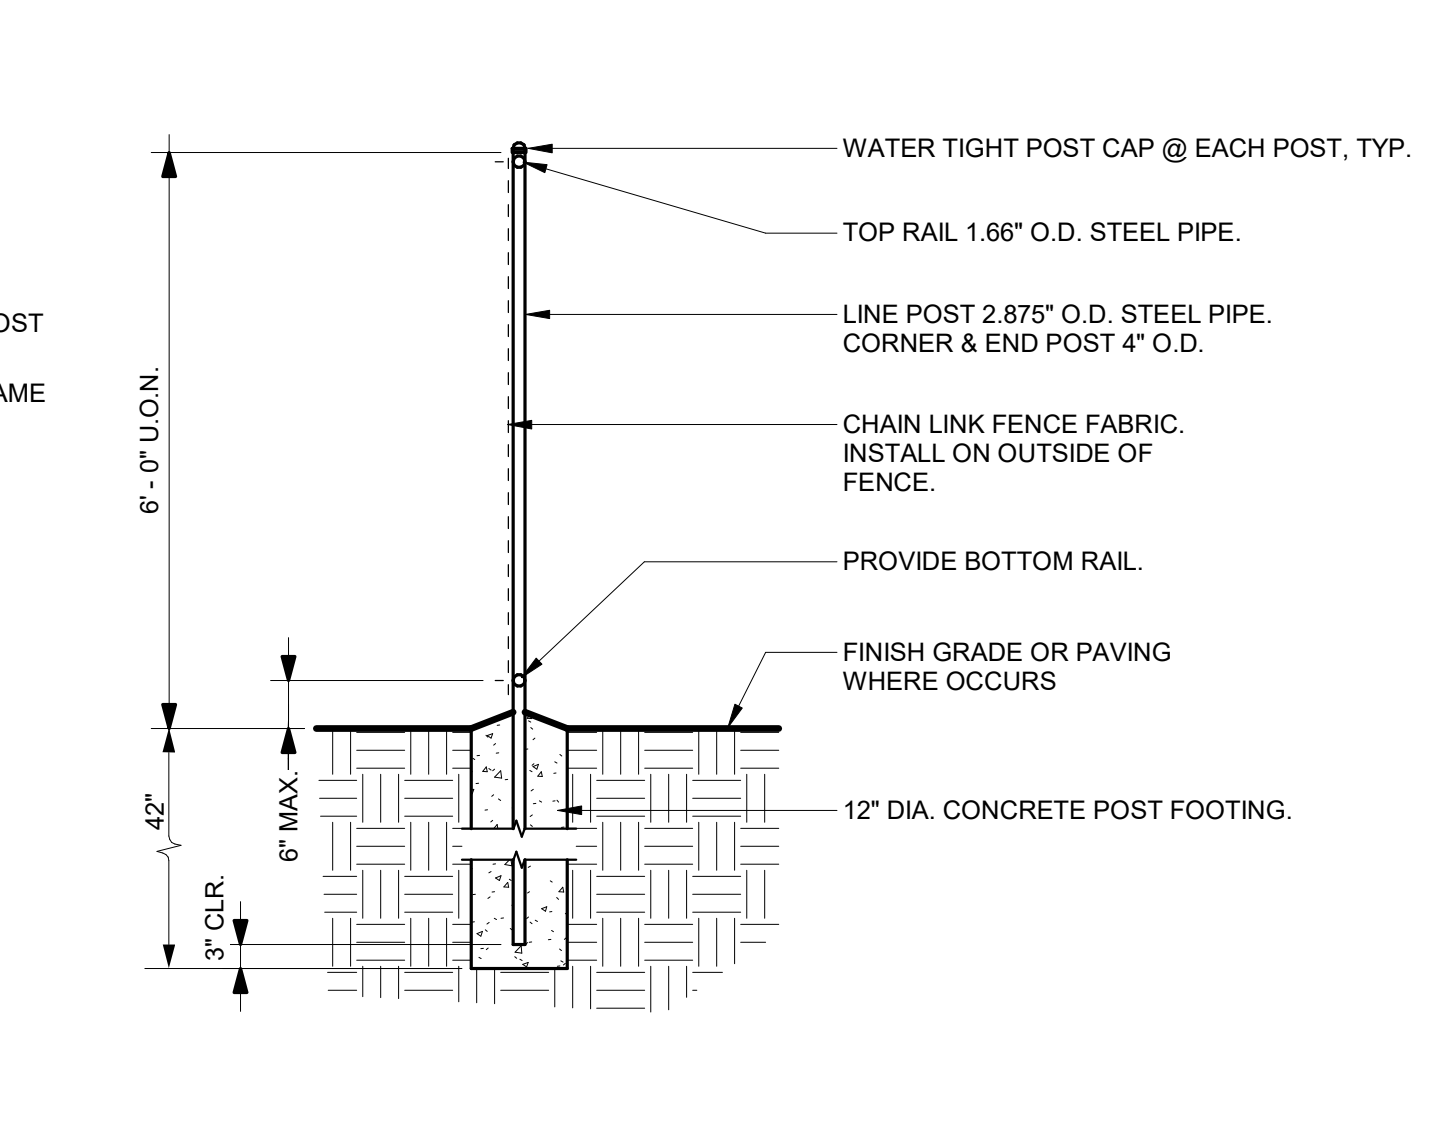 WATER TIGHT POST CAP @ EACH POST, TYP.
TOP RAIL 1.66" O.D. STEEL PIPE.
OST
LINE POST 2.875" O.D. STEEL PIPE.
CORNER & END POST 4" O.D.
AME
6' - 0" U.O.N.
CHAIN LINK FENCE FABRIC.
INSTALL ON OUTSIDE OF
FENCE.
PROVIDE BOTTOM RAIL.
FINISH GRADE OR PAVING
WHERE OCCURS
42"
6" MAX.
12" DIA. CONCRETE POST FOOTING.
3" CLR.